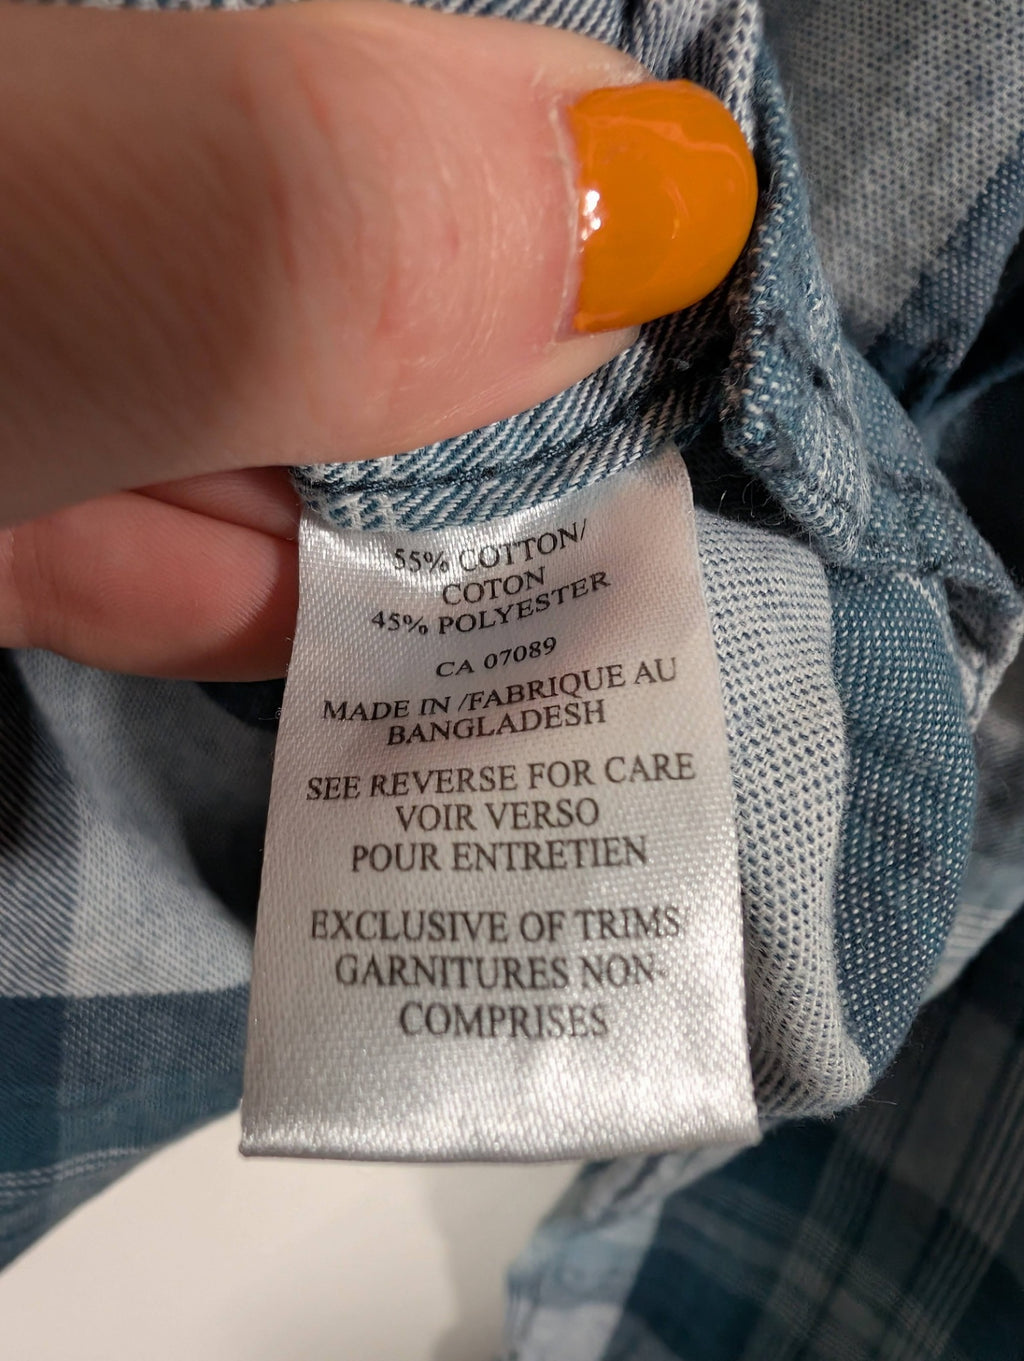 55% COTTON/
COTON
45% POLYESTER
CA 07089
MADE IN /FABRIQUE AU
BANGLADESH
SEE REVERSE FOR CARE
VOIR VERSO
POUR ENTRETIEN
EXCLUSIVE OF TRIMS
GARNITURES NON-
COMPRISES